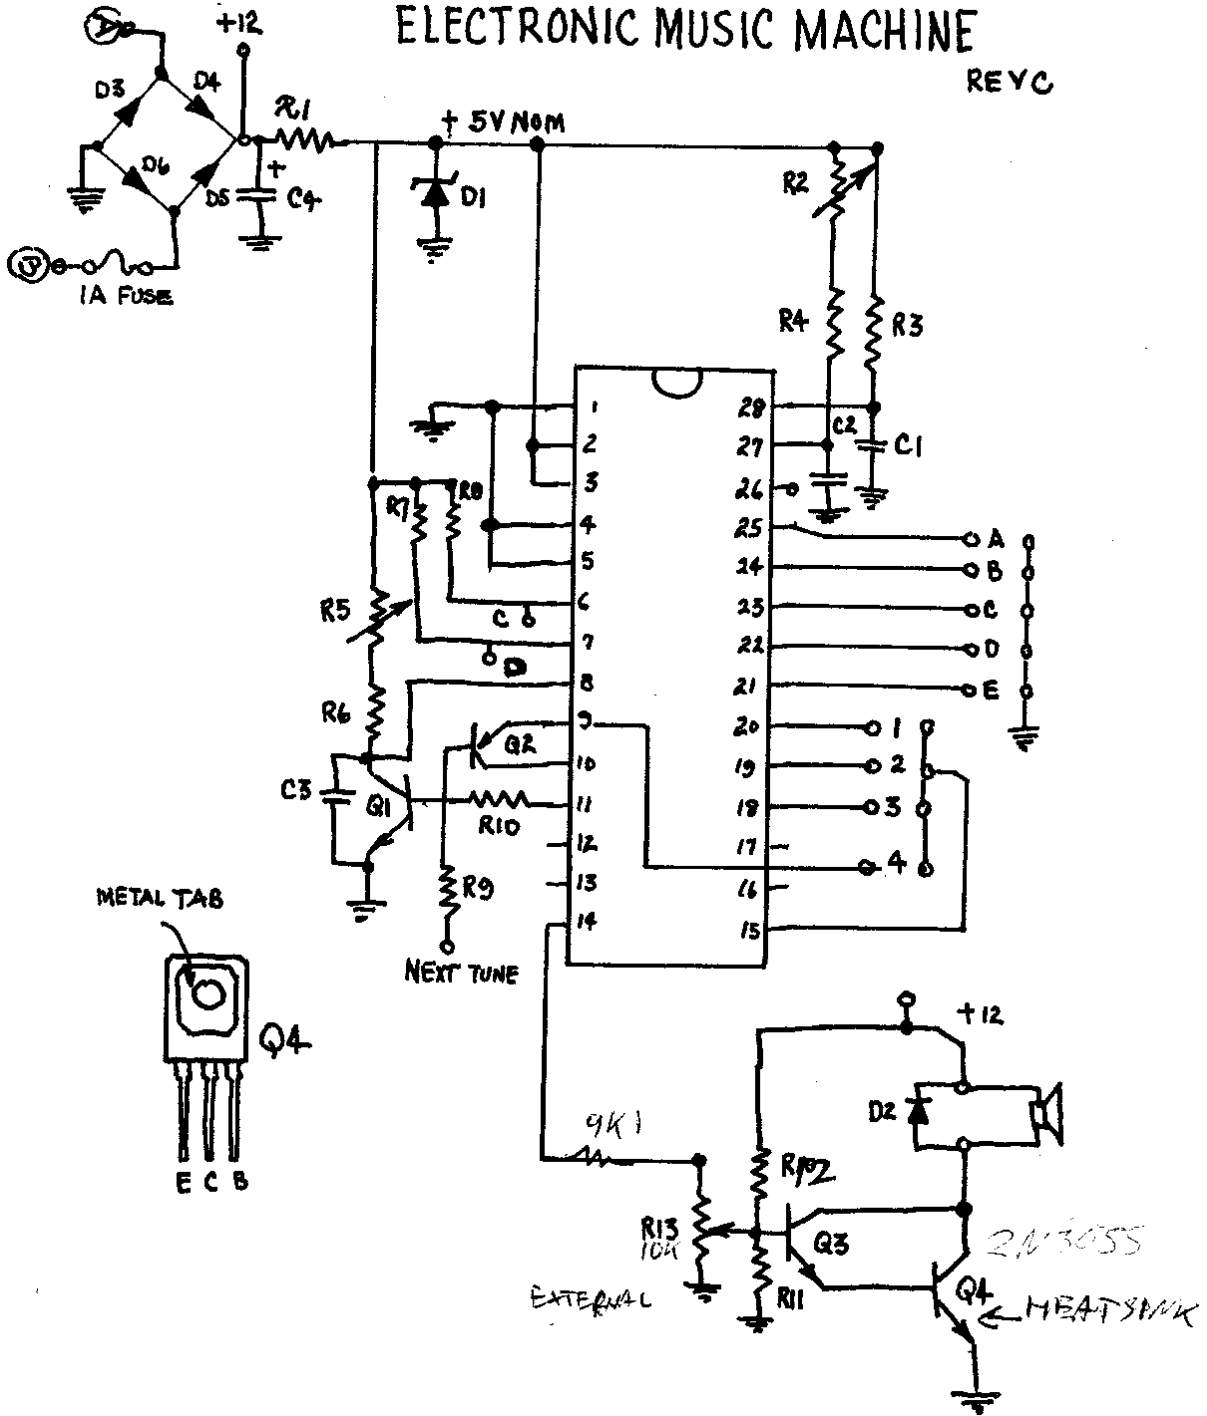 ELECTRONIC MUSIC MACHINE
REV C
+12
D3
D4
R1
+ 5V NOM
D6
+
D5
C4
D1
R2
1A FUSE
R4
R3
1
28
C2
2
27
C1
3
26
R7
R8
4
25
A
5
24
B
R5
6
23
C
C
7
22
D
D
8
21
E
R6
9
20
1
Q2
10
19
2
C3
Q1
11
18
3
R10
12
17
4
13
16
R9
14
15
METAL TAB
NEXT TUNE
Q4
+12
D2
9K1
E C B
R13
10K
Q3
2N3055
EXTERNAL
R11
Q4
HEATSINK